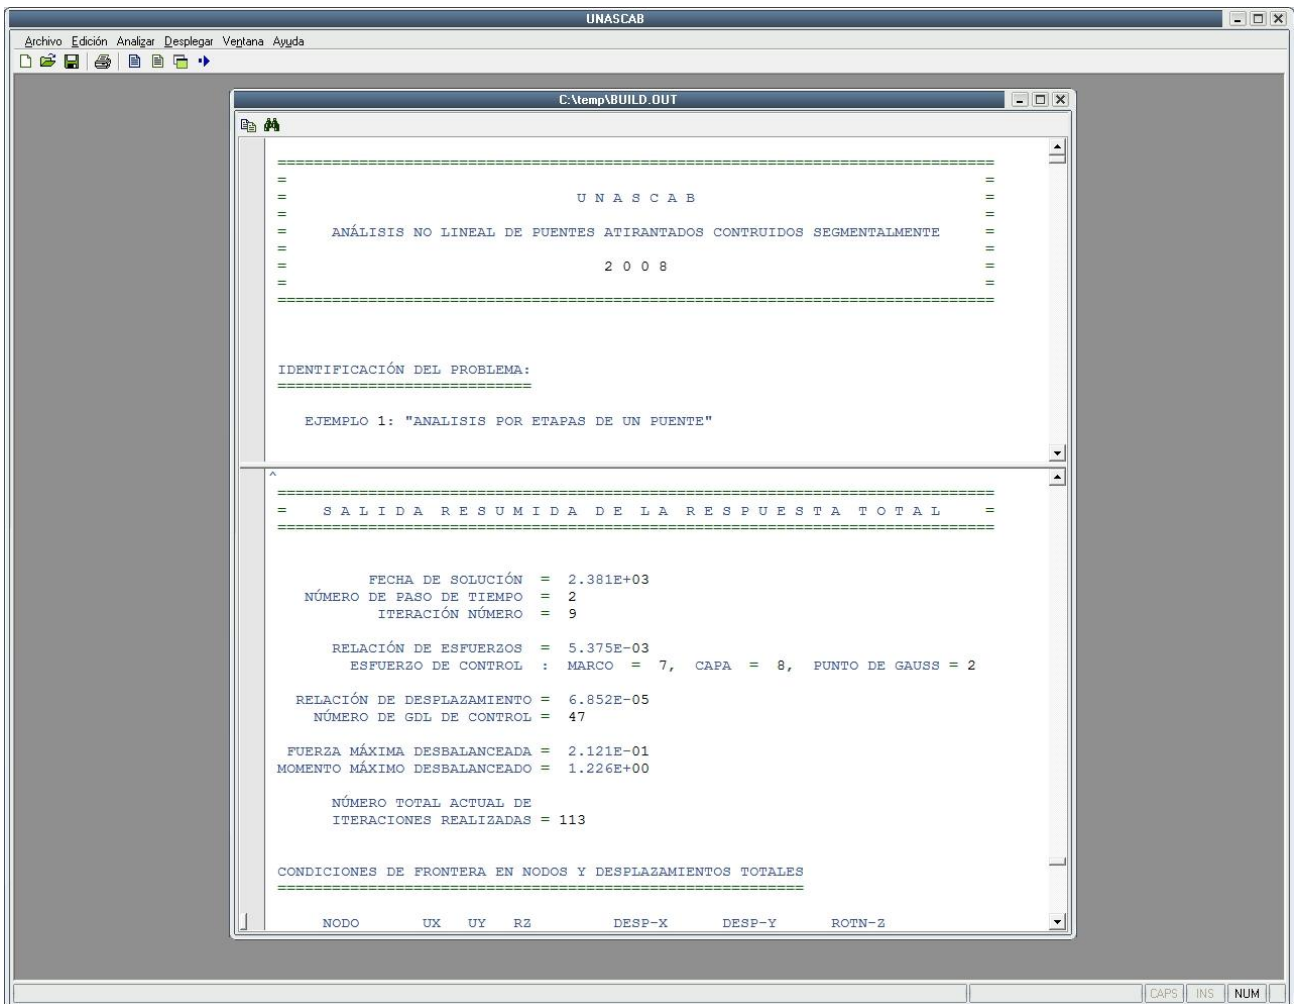 UNASCAB
Archivo Edición Analizar Desplegar Ventana Ayuda
C:\temp\BUILD.OUT
===============================================================================
= =
= U N A S C A B =
= =
= ANÁLISIS NO LINEAL DE PUENTES ATIRANTADOS CONTRUIDOS SEGMENTALMENTE =
= =
= 2 0 0 8 =
= =
===============================================================================
IDENTIFICACIÓN DEL PROBLEMA:
============================
EJEMPLO 1: "ANALISIS POR ETAPAS DE UN PUENTE"
^
===============================================================================
= S A L I D A R E S U M I D A D E L A R E S P U E S T A T O T A L =
===============================================================================
FECHA DE SOLUCIÓN = 2.381E+03
NÚMERO DE PASO DE TIEMPO = 2
ITERACIÓN NÚMERO = 9
RELACIÓN DE ESFUERZOS = 5.375E-03
ESFUERZO DE CONTROL : MARCO = 7, CAPA = 8, PUNTO DE GAUSS = 2
RELACIÓN DE DESPLAZAMIENTO = 6.852E-05
NÚMERO DE GDL DE CONTROL = 47
FUERZA MÁXIMA DESBALANCEADA = 2.121E-01
MOMENTO MÁXIMO DESBALANCEADO = 1.226E+00
NÚMERO TOTAL ACTUAL DE
ITERACIONES REALIZADAS = 113
CONDICIONES DE FRONTERA EN NODOS Y DESPLAZAMIENTOS TOTALES
==========================================================
NODO UX UY RZ DESP-X DESP-Y ROTN-Z
CAPS INS NUM